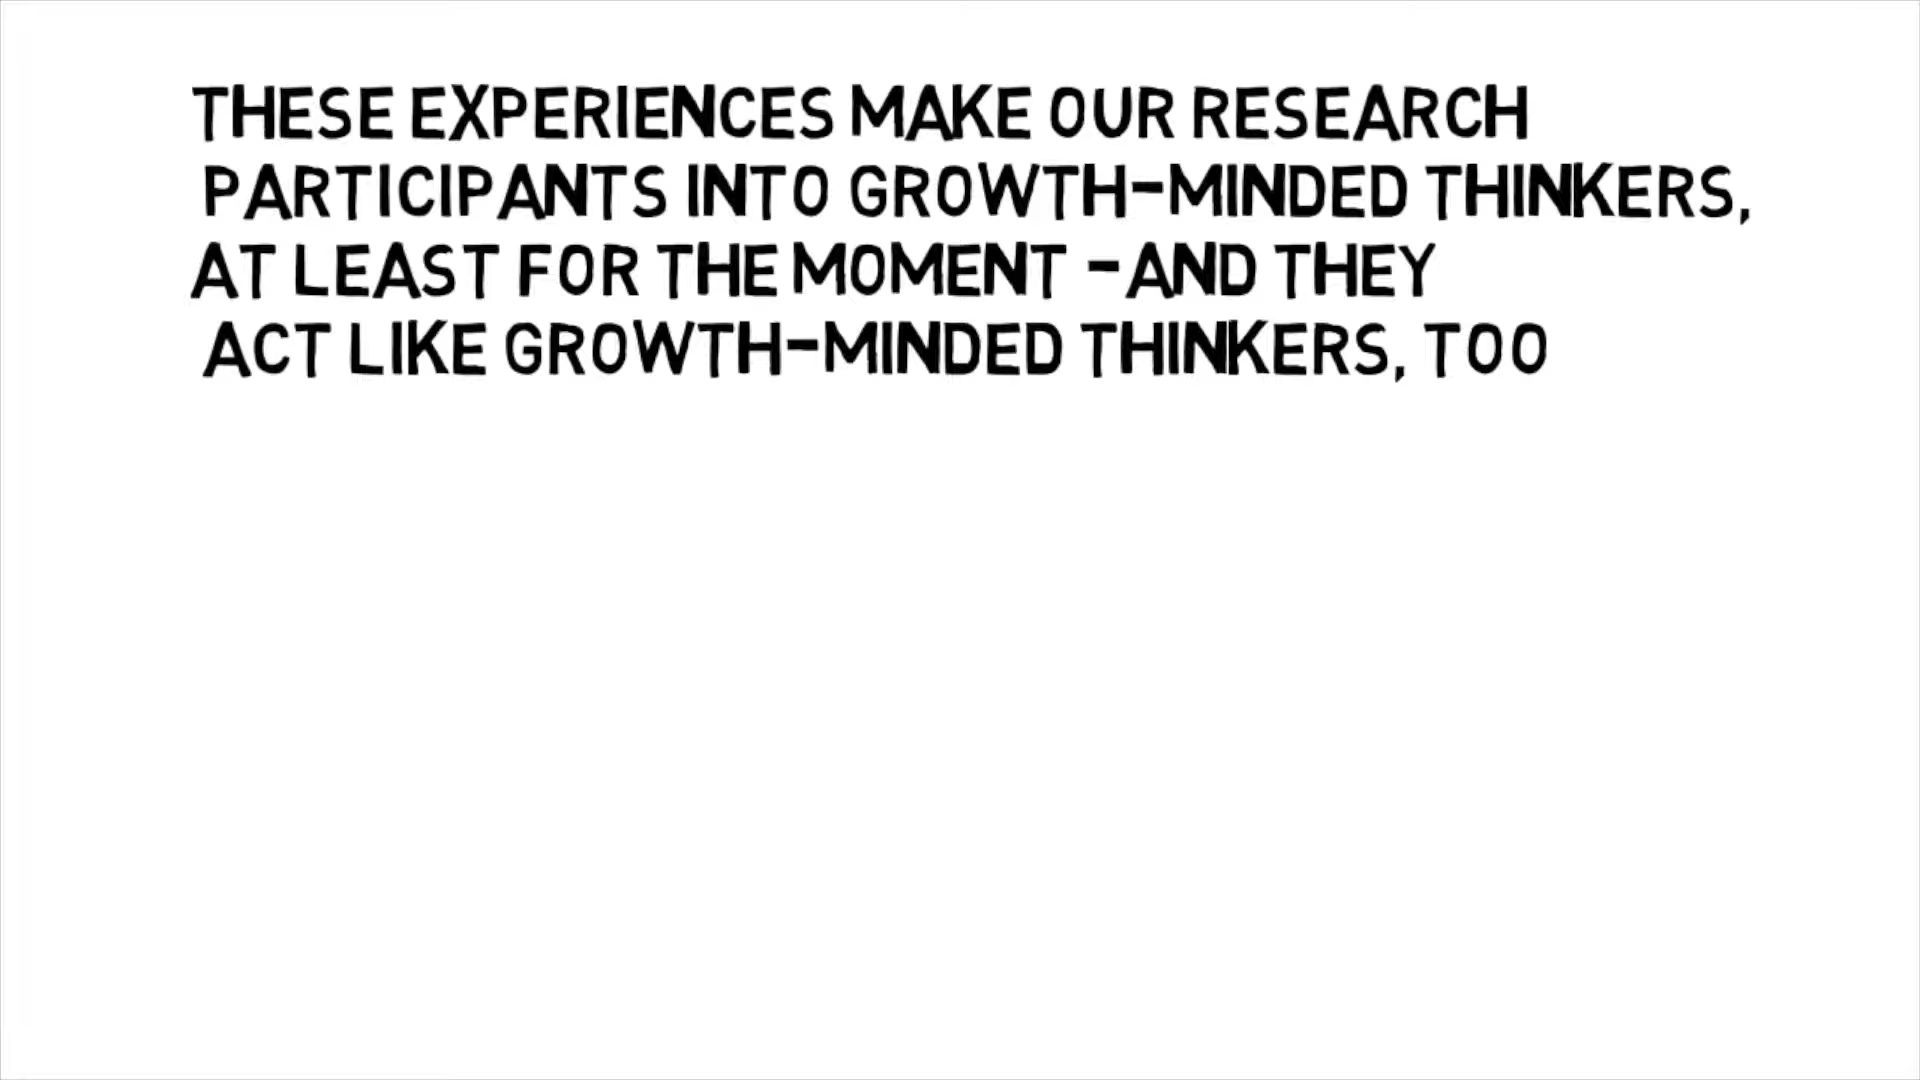 THESE EXPERIENCES MAKE OUR RESEARCH
PARTICIPANTS INTO GROWTH-MINDED THINKERS,
AT LEAST FOR THE MOMENT -AND THEY
ACT LIKE GROWTH-MINDED THINKERS, TOO